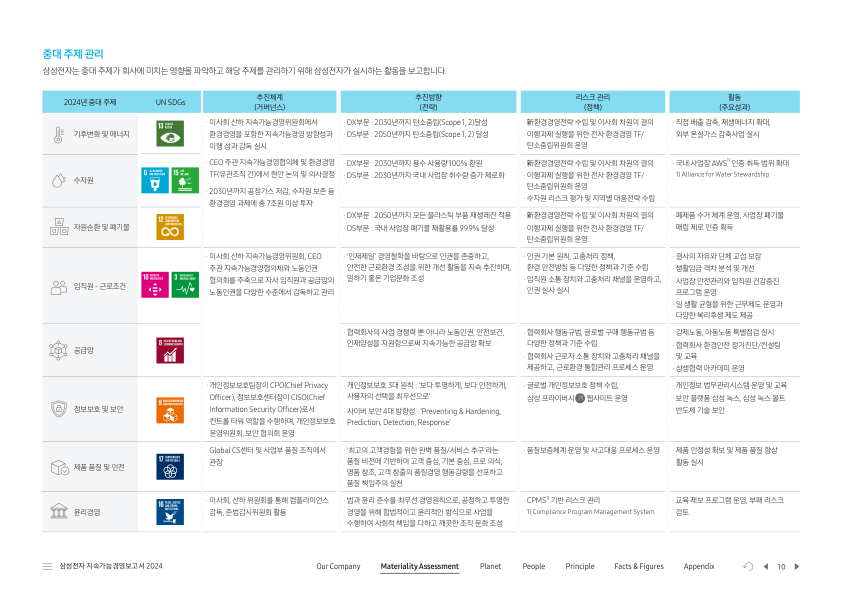 중대 주제 관리
삼성전자는 중대 주제가 회사에 미치는 영향을 파악하고 해당 주제를 관리하기 위해 삼성전자가 실시하는 활동을 보고합니다.
2024년 중대 주제
UN SDGs
추진체계
(거버넌스)
추진방향
(전략)
리스크 관리
(정책)
활동
(주요성과)
기후변화 및 에너지
13
· 이사회 산하 지속가능경영위원회에서
환경경영을 포함한 지속가능경영 방향성과
이행 성과 감독 실시
· DX부문 : 2030년까지 탄소중립(Scope 1, 2)달성
· DS부문 : 2050년까지 탄소중립(Scope 1, 2) 달성
· 新환경경영전략 수립 및 이사회 차원의 결의
· 이행과제 실행을 위한 전사 환경경영 TF/
탄소중립위원회 운영
· 직접 배출 감축, 재생에너지 확대,
외부 온실가스 감축사업 실시
수자원
6
15
· CEO 주관 지속가능경영협의체 및 환경경영
TF(유관조직 간)에서 현안 논의 및 의사결정
· 2030년까지 공정가스 저감, 수자원 보존 등
환경경영 과제에 총 7조원 이상 투자
· DX부문 : 2030년까지 용수 사용량 100% 환원
· DS부문 : 2030년까지 국내 사업장 취수량 증가 제로화
· 新환경경영전략 수립 및 이사회 차원의 결의
· 이행과제 실행을 위한 전사 환경경영 TF/
탄소중립위원회 운영
· 수자원 리스크 평가 및 지역별 대응전략 수립
· 국내 사업장 AWS1) 인증 취득 범위 확대
1) Alliance for Water Stewardship
자원순환 및 폐기물
12
· DX부문 : 2050년까지 모든 플라스틱 부품 재생레진 적용
· DS부문 : 국내 사업장 폐기물 재활용률 99.9% 달성
· 新환경경영전략 수립 및 이사회 차원의 결의
· 이행과제 실행을 위한 전사 환경경영 TF/
탄소중립위원회 운영
· 폐제품 수거 체계 운영, 사업장 폐기물
매립 제로 인증 획득
임직원 – 근로조건
10
3
· 이사회 산하 지속가능경영위원회, CEO
주관 지속가능경영협의체와 노동인권
협의회를 주축으로 자사 임직원과 공급망의
노동인권을 다양한 수준에서 감독하고 관리
· '인재제일' 경영철학을 바탕으로 인권을 존중하고,
안전한 근로환경 조성을 위한 개선 활동을 지속 추진하며,
일하기 좋은 기업문화 조성
· 인권 기본 원칙, 고충처리 정책,
환경 안전방침 등 다양한 정책과 기준 수립
· 임직원 소통 장치와 고충처리 채널을 운영하고,
인권 실사 실시
· 결사의 자유와 단체 교섭 보장
· 생활임금 격차 분석 및 개선
· 사업장 안전관리와 임직원 건강증진
프로그램 운영
· 일 생활 균형을 위한 근무제도 운영과
다양한 복리후생 제도 제공
공급망
8
· 협력회사의 사업 경쟁력 뿐 아니라 노동인권, 안전보건,
인재양성을 지원함으로써 지속가능한 공급망 확보
· 협력회사 행동규범, 글로벌 구매 행동규범 등
다양한 정책과 기준 수립
· 협력회사 근로자 소통 장치와 고충처리 채널을
제공하고, 근로환경 통합관리 프로세스 운영
· 강제노동, 아동노동 특별점검 실시
· 협력회사 환경안전 정기진단/컨설팅
및 교육
· 상생협력 아카데미 운영
정보보호 및 보안
9
· 개인정보보호팀장이 CPO(Chief Privacy
Officer), 정보보호센터장이 CISO(Chief
Information Security Officer)로서
컨트롤 타워 역할을 수행하며, 개인정보보호
운영위원회, 보안 협의회 운영
· 개인정보보호 3대 원칙 : '보다 투명하게, 보다 안전하게,
사용자의 선택을 최우선으로'
· 사이버 보안 4대 방향성 : 'Preventing & Hardening,
Prediction, Detection, Response'
· 글로벌 개인정보보호 정책 수립,
삼성 프라이버시 웹사이트 운영
· 개인정보 법무관리시스템 운영 및 교육
· 보안 플랫폼 삼성 녹스, 삼성 녹스 볼트
· 반도체 기술 보안
제품 품질 및 안전
17
· Global CS센터 및 사업부 품질 조직에서
관장
· '최고의 고객경험을 위한 완벽 품질/서비스 추구'라는
품질 비전에 기반하여 고객 중심, 기본 중심, 프로 의식,
명품 창조, 고객 창출의 품질경영 행동강령을 선포하고
품질 책임주의 실천
· 품질보증체계 운영 및 사고대응 프로세스 운영
· 제품 안정성 확보 및 제품 품질 향상
활동 실시
윤리경영
16
· 이사회, 산하 위원회를 통해 컴플라이언스
감독, 준법감시위원회 활동
· 법과 윤리 준수를 최우선 경영원칙으로, 공정하고 투명한
경영을 위해 합법적이고 윤리적인 방식으로 사업을
수행하여 사회적 책임을 다하고 깨끗한 조직 문화 조성
· CPMS1) 기반 리스크 관리
1) Compliance Program Management System
· 교육·제보 프로그램 운영, 부패 리스크
검토
삼성전자 지속가능경영보고서 2024
Our Company
Materiality Assessment
Planet
People
Principle
Facts & Figures
Appendix
10